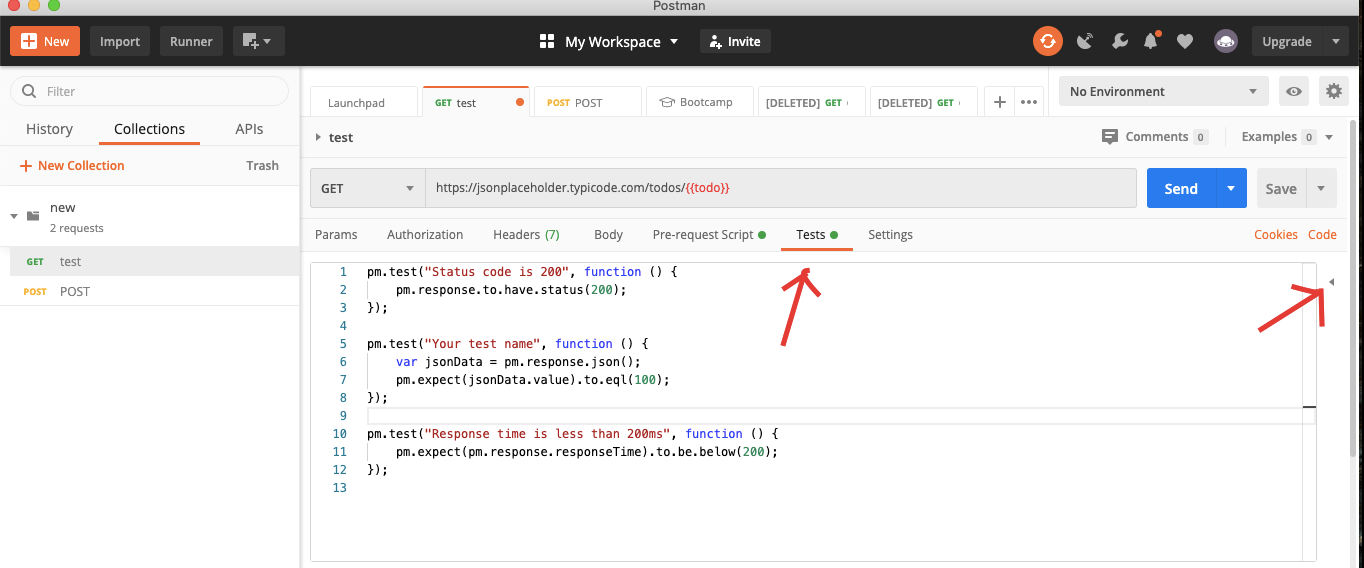 Postman
New Import Runner My Workspace Invite Upgrade
Filter
History Collections APIs
New Collection Trash
new
2 requests
GET test
POST POST
Launchpad GET test POST POST Bootcamp [DELETED] GET [DELETED] GET No Environment
test Comments 0 Examples 0
GET https://jsonplaceholder.typicode.com/todos/{{todo}} Send Save
Params Authorization Headers (7) Body Pre-request Script Tests Settings Cookies Code
1 pm.test("Status code is 200", function () {
2 pm.response.to.have.status(200);
3 });
4
5 pm.test("Your test name", function () {
6 var jsonData = pm.response.json();
7 pm.expect(jsonData.value).to.eql(100);
8 });
9
10 pm.test("Response time is less than 200ms", function () {
11 pm.expect(pm.response.responseTime).to.be.below(200);
12 });
13